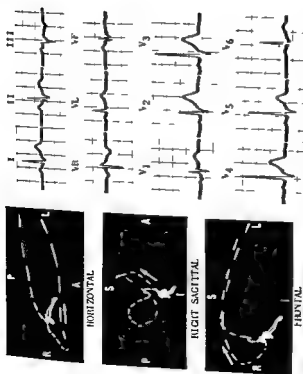 I II III
VR VL VF
V1 V2 V3
V4 V5 V6
P
R L
A
HORIZONTAL
S
P A
I
RIGHT SAGITTAL
S
R L
I
FRONTAL